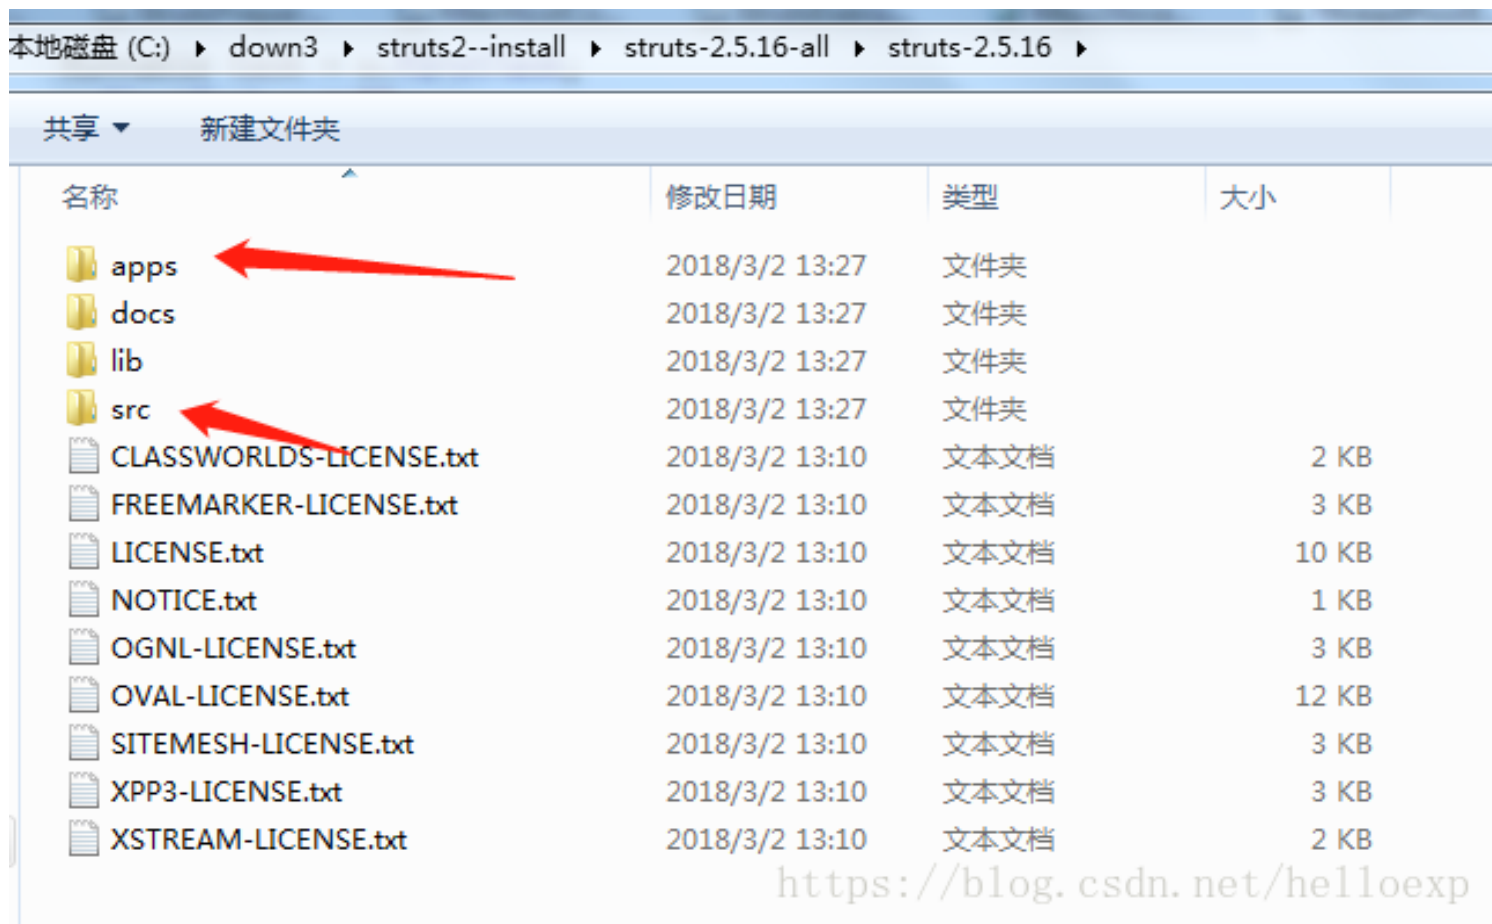 本地磁盘 (C:) ▸ down3 ▸ struts2--install ▸ struts-2.5.16-all ▸ struts-2.5.16 ▸
共享 新建文件夹
名称 修改日期 类型 大小
apps 2018/3/2 13:27 文件夹
docs 2018/3/2 13:27 文件夹
lib 2018/3/2 13:27 文件夹
src 2018/3/2 13:27 文件夹
CLASSWORLDS-LICENSE.txt 2018/3/2 13:10 文本文档 2 KB
FREEMARKER-LICENSE.txt 2018/3/2 13:10 文本文档 3 KB
LICENSE.txt 2018/3/2 13:10 文本文档 10 KB
NOTICE.txt 2018/3/2 13:10 文本文档 1 KB
OGNL-LICENSE.txt 2018/3/2 13:10 文本文档 3 KB
OVAL-LICENSE.txt 2018/3/2 13:10 文本文档 12 KB
SITEMESH-LICENSE.txt 2018/3/2 13:10 文本文档 3 KB
XPP3-LICENSE.txt 2018/3/2 13:10 文本文档 3 KB
XSTREAM-LICENSE.txt 2018/3/2 13:10 文本文档 2 KB
https://blog.csdn.net/helloexp